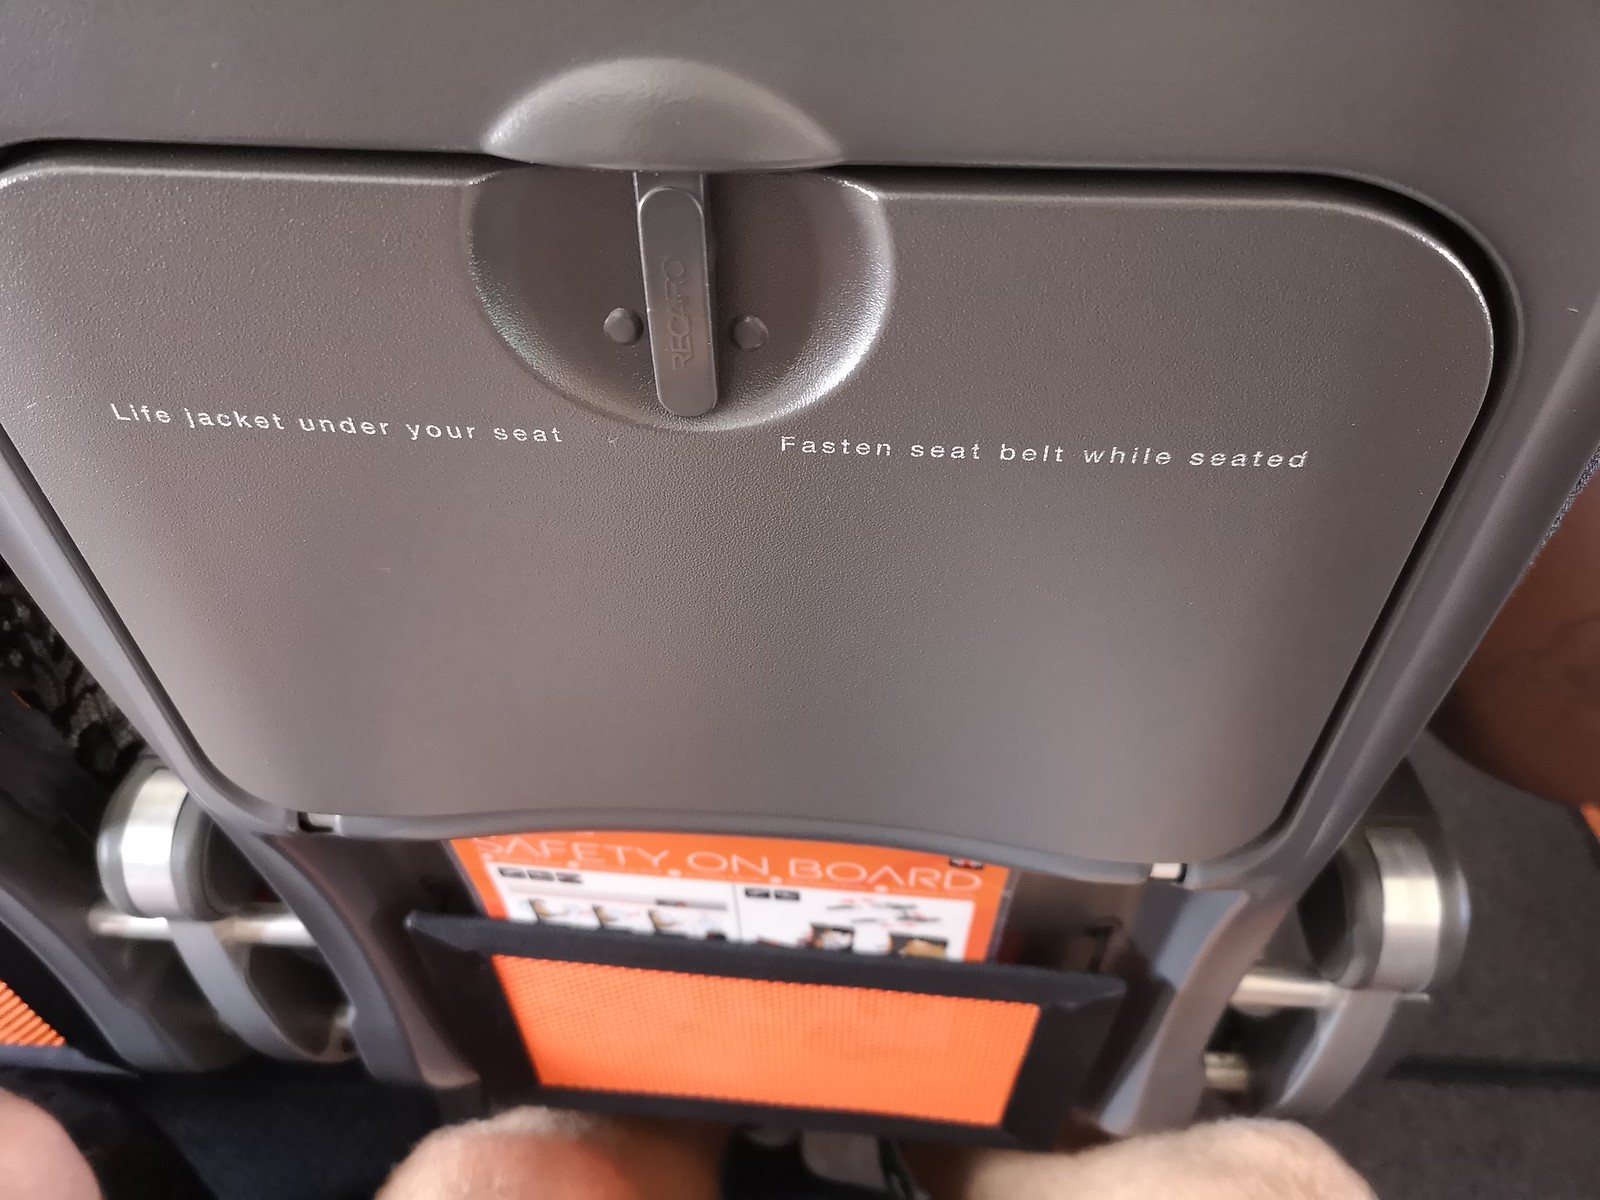 RECARO
Life jacket under your seat
Fasten seat belt while seated
SAFETY ON BOARD